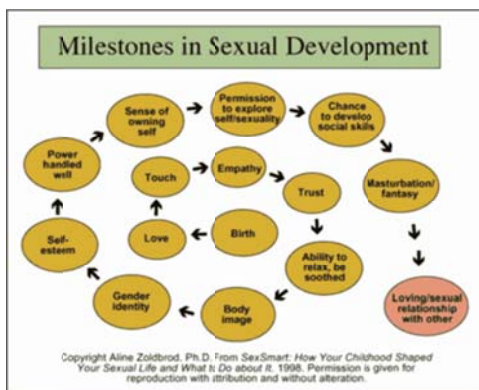 Milestones in Sexual Development
Birth
Love
Touch
Empathy
Trust
Ability to
relax, be
soothed
Body
image
Gender
identity
Self-
esteem
Power
handled
well
Sense of
owning
self
Permission
to explore
self/sexuality
Chance
to develop
social skills
Masturbation/
fantasy
Loving/sexual
relationship
with other
Copyright Aline Zoldbrod. Ph.D. From SexSmart: How Your Childhood Shaped
Your Sexual Life and What to Do about It. 1998. Permission is given for
reproduction with attribution and without alteration.